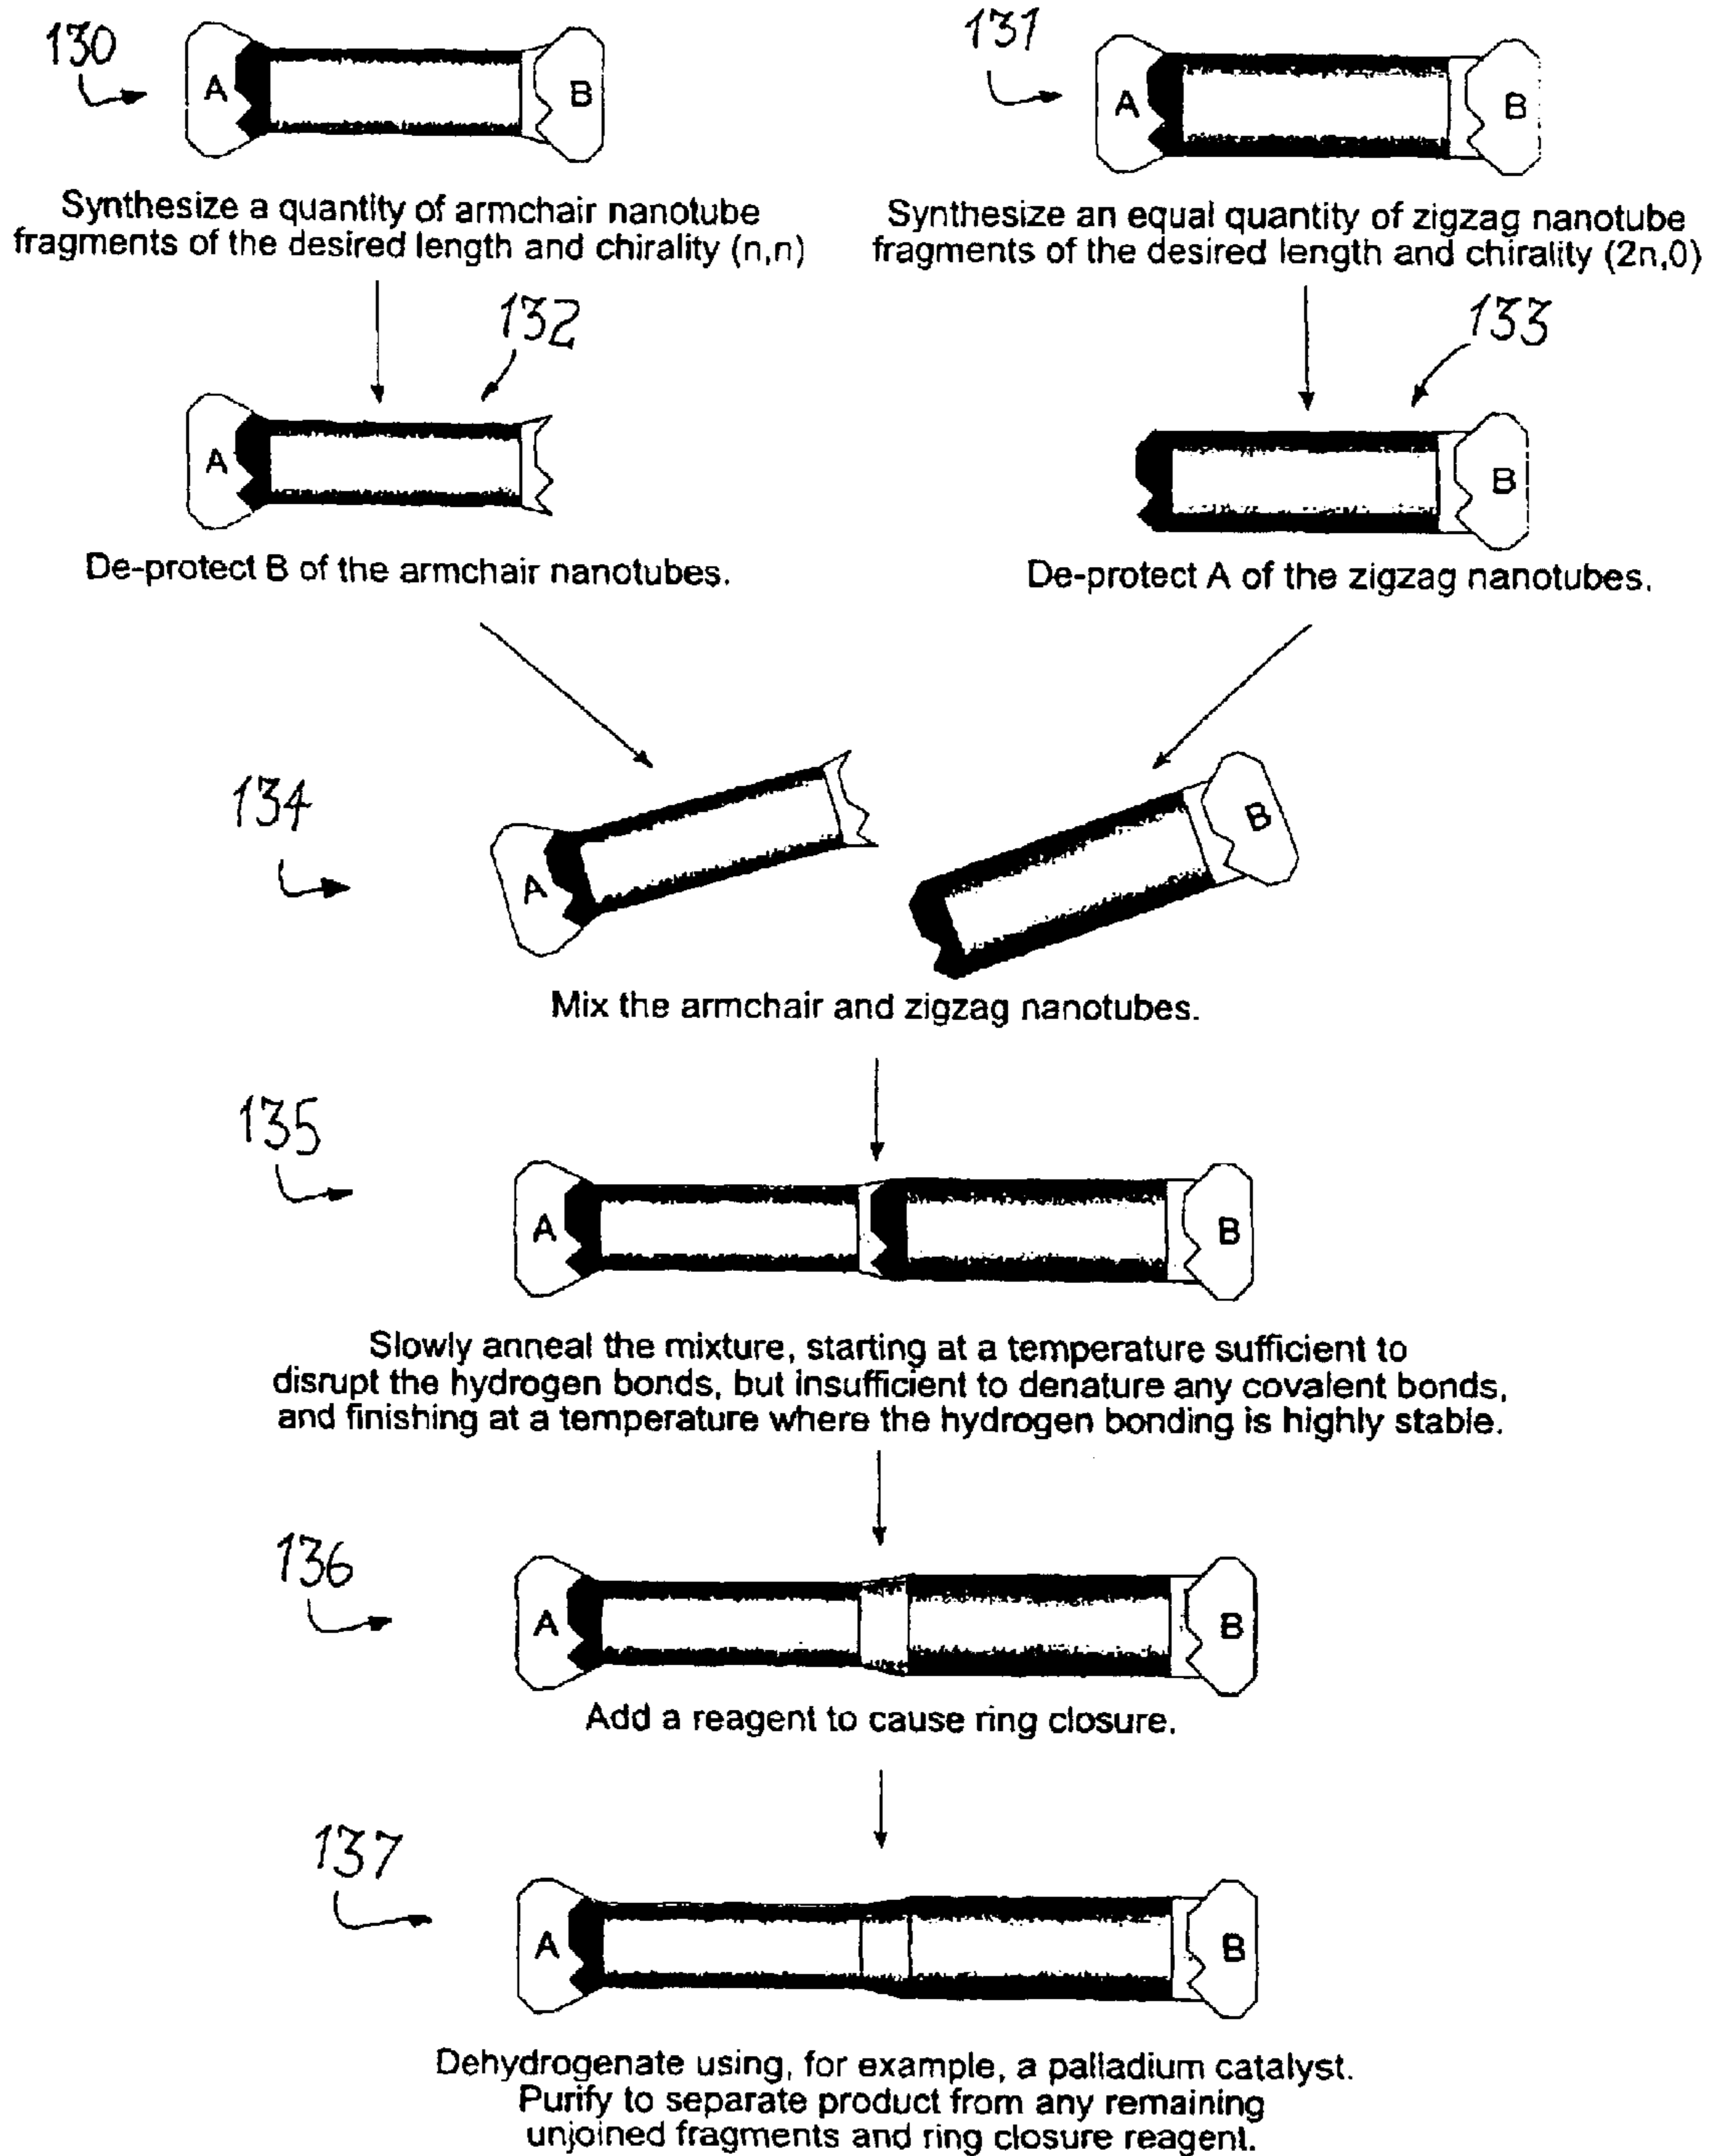 130
A
B
Synthesize a quantity of armchair nanotube
fragments of the desired length and chirality (n,n)
131
A
B
Synthesize an equal quantity of zigzag nanotube
fragments of the desired length and chirality (2n,0)
132
A
De-protect B of the armchair nanotubes.
133
B
De-protect A of the zigzag nanotubes.
134
A
B
Mix the armchair and zigzag nanotubes.
135
A
B
Slowly anneal the mixture, starting at a temperature sufficient to
disrupt the hydrogen bonds, but insufficient to denature any covalent bonds,
and finishing at a temperature where the hydrogen bonding is highly stable.
136
A
B
Add a reagent to cause ring closure.
137
A
B
Dehydrogenate using, for example, a palladium catalyst.
Purify to separate product from any remaining
unjoined fragments and ring closure reagent.